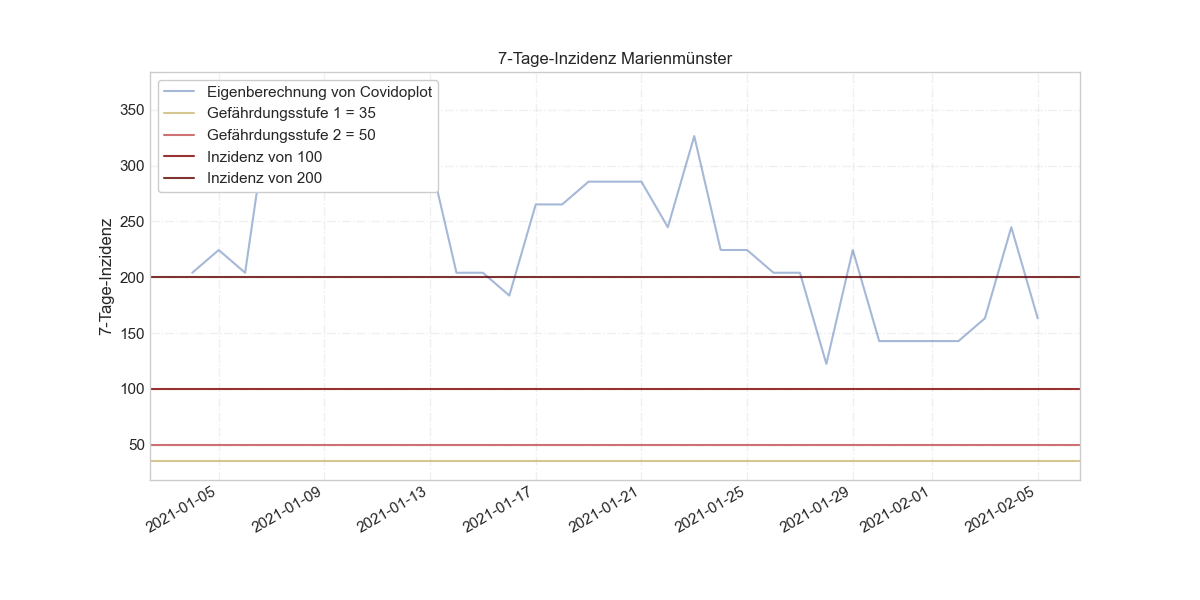 7-Tage-Inzidenz Marienmünster
Eigenberechnung von Covidoplot
Gefährdungsstufe 1 = 35
Gefährdungsstufe 2 = 50
Inzidenz von 100
Inzidenz von 200
7-Tage-Inzidenz
350
300
250
200
150
100
50
2021-01-05
2021-01-09
2021-01-13
2021-01-17
2021-01-21
2021-01-25
2021-01-29
2021-02-01
2021-02-05